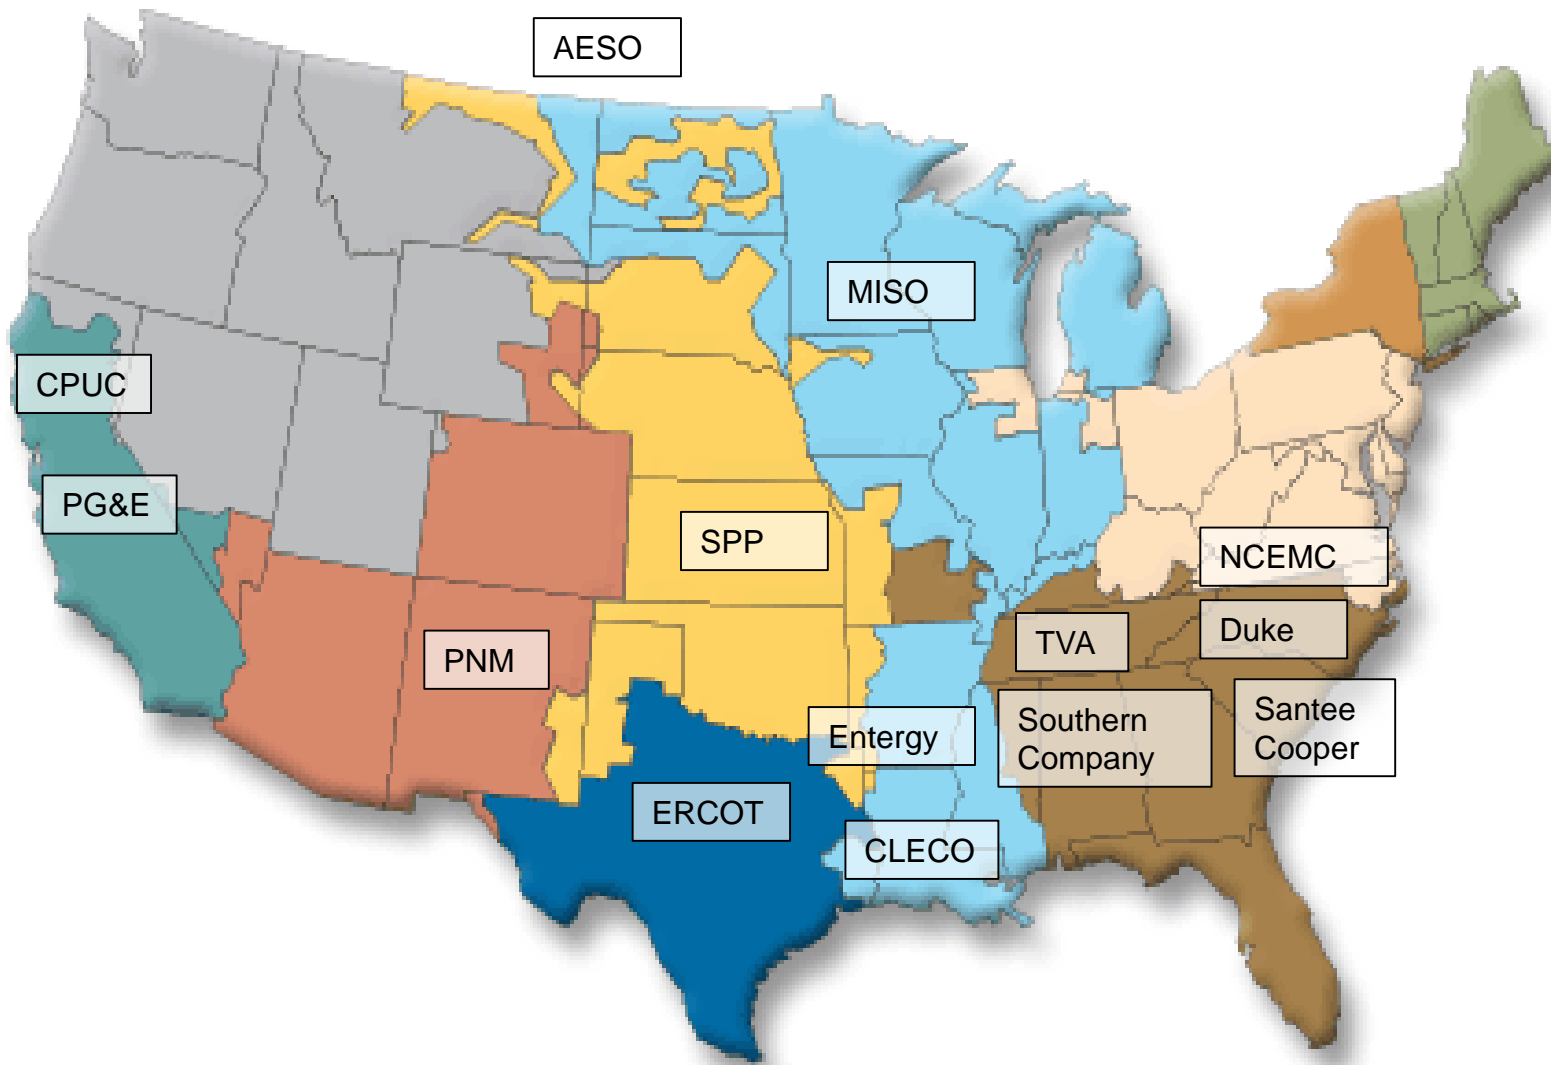 AESO
MISO
CPUC
PG&E
SPP
NCEMC
PNM
TVA
Duke
Entergy
Southern
Company
Santee
Cooper
ERCOT
CLECO